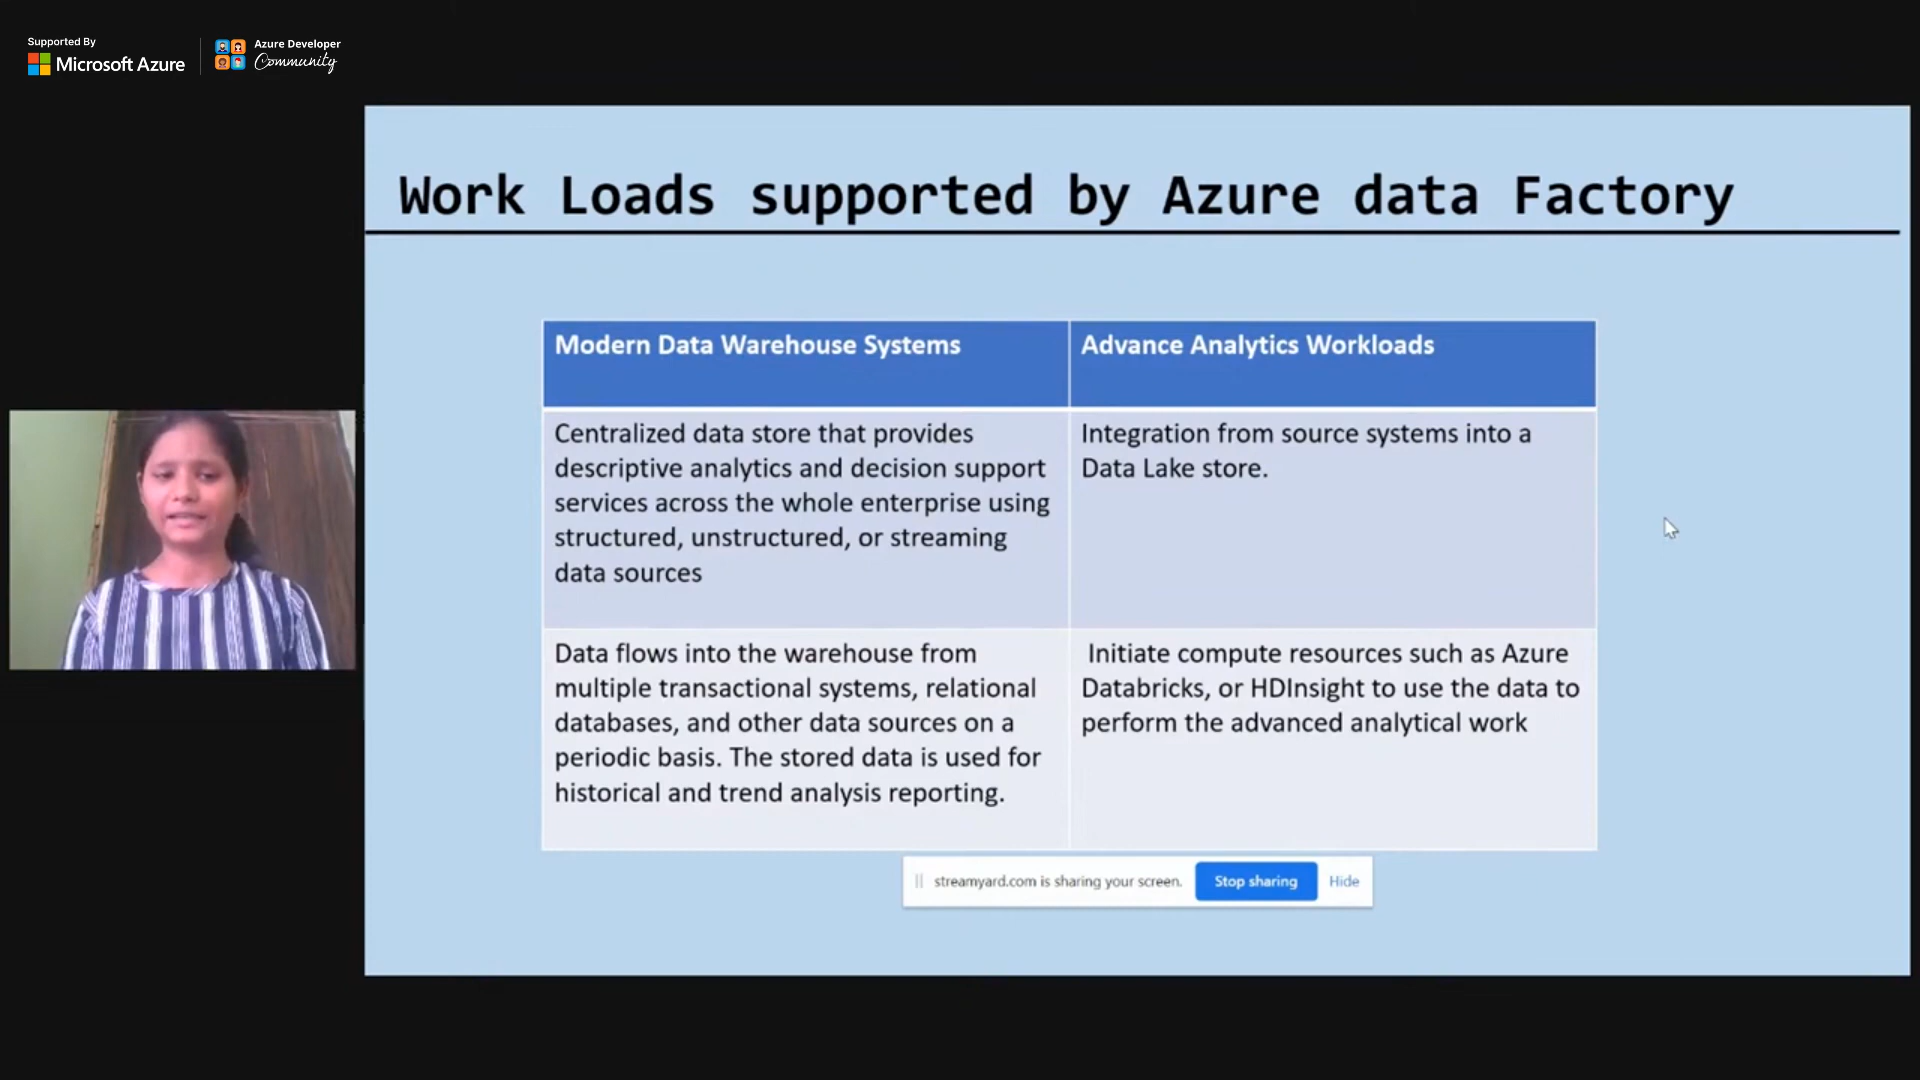 Supported By
Microsoft Azure
Azure Developer
Community
Work Loads supported by Azure data Factory
Modern Data Warehouse Systems
Advance Analytics Workloads
Centralized data store that provides
descriptive analytics and decision support
services across the whole enterprise using
structured, unstructured, or streaming
data sources
Integration from source systems into a
Data Lake store.
Data flows into the warehouse from
multiple transactional systems, relational
databases, and other data sources on a
periodic basis. The stored data is used for
historical and trend analysis reporting.
Initiate compute resources such as Azure
Databricks, or HDInsight to use the data to
perform the advanced analytical work
streamyard.com is sharing your screen.
Stop sharing
Hide